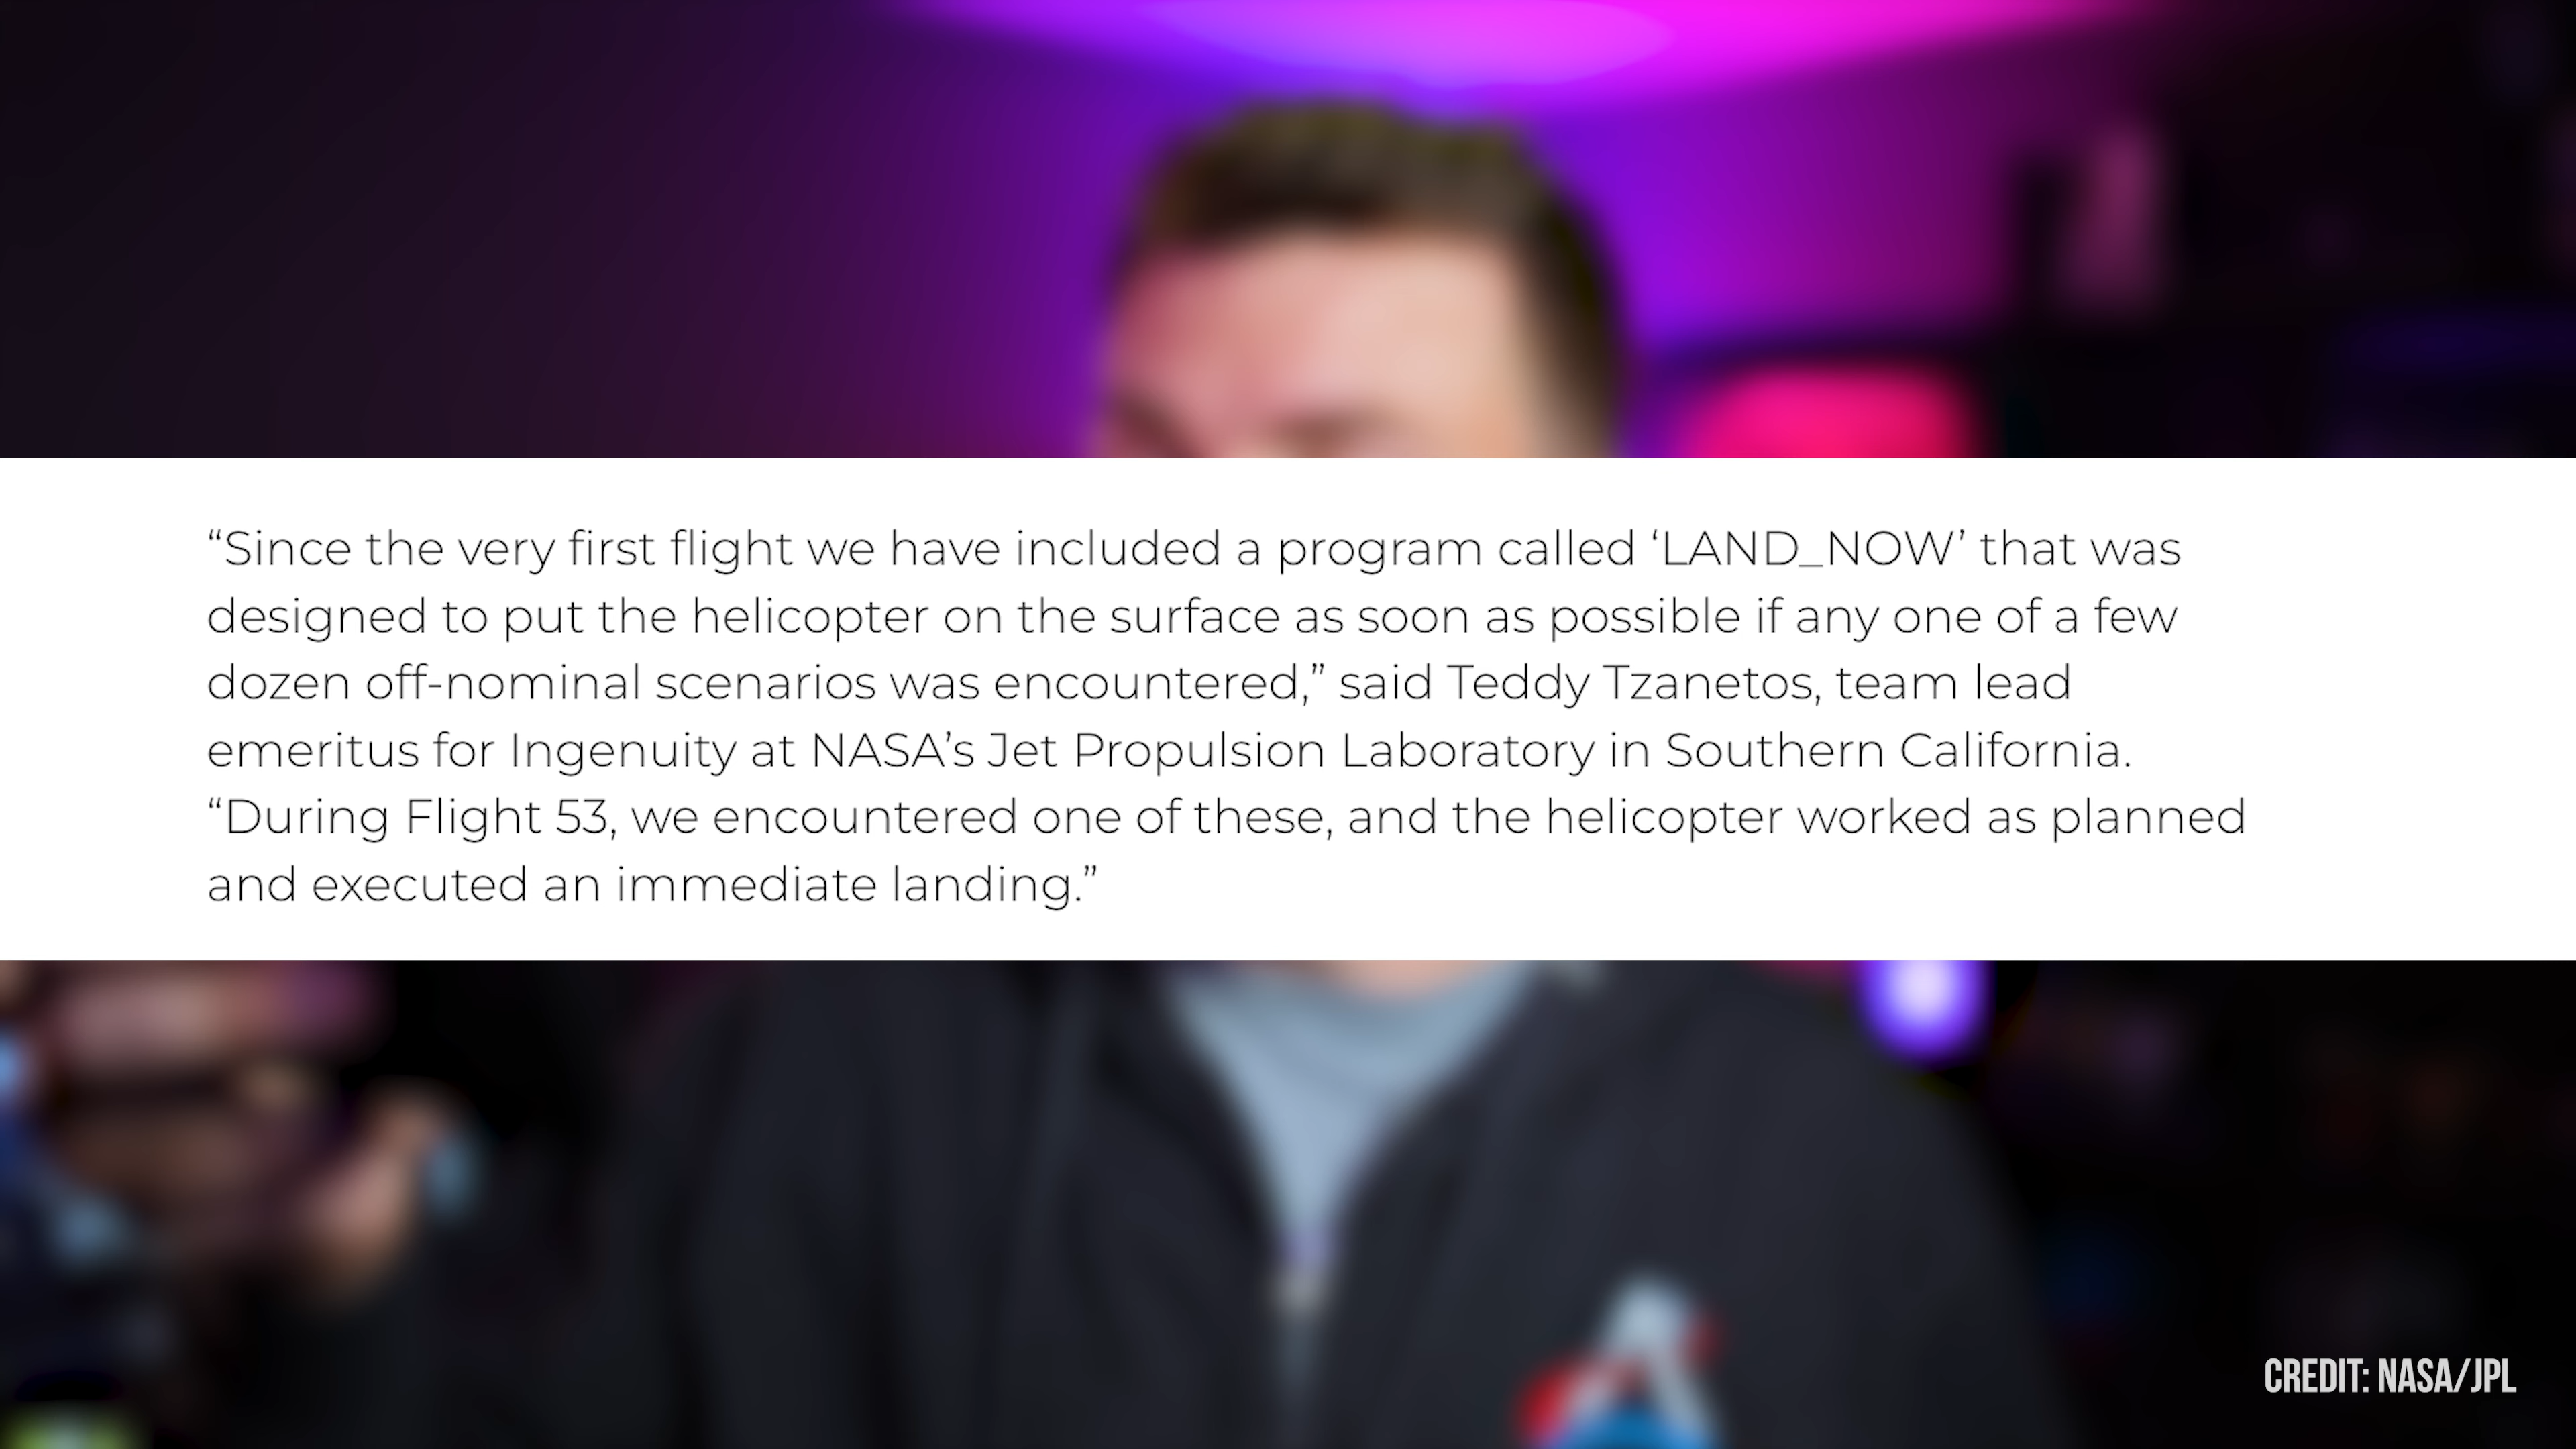 “Since the very first flight we have included a program called ‘LAND_NOW’ that was
designed to put the helicopter on the surface as soon as possible if any one of a few
dozen off-nominal scenarios was encountered,” said Teddy Tzanetos, team lead
emeritus for Ingenuity at NASA’s Jet Propulsion Laboratory in Southern California.
“During Flight 53, we encountered one of these, and the helicopter worked as planned
and executed an immediate landing.”
CREDIT: NASA/JPL